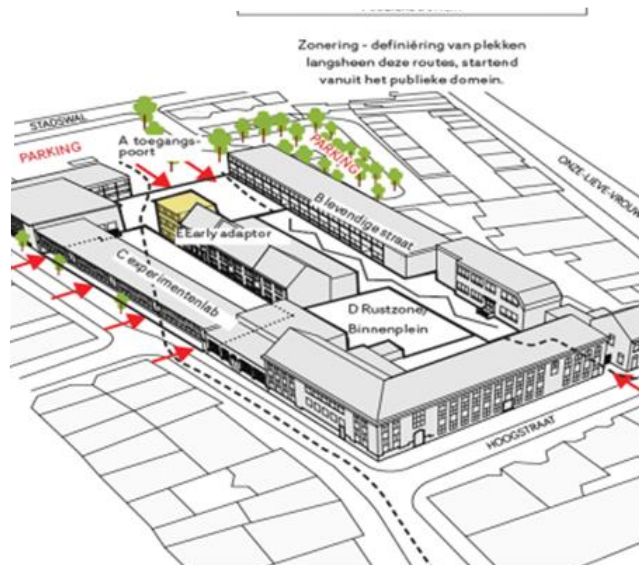 Zonering - definiëring van plekken
langsheen deze routes, startend
vanuit het publieke domein.
STADSWAL
PARKING
A toegangs-
poort
PARKING
B levendige straat
E Early adaptor
C experimentenlab
D Rustzone/
Binnenplein
HOOGSTRAAT
ONZE-LIEVE-VROUW